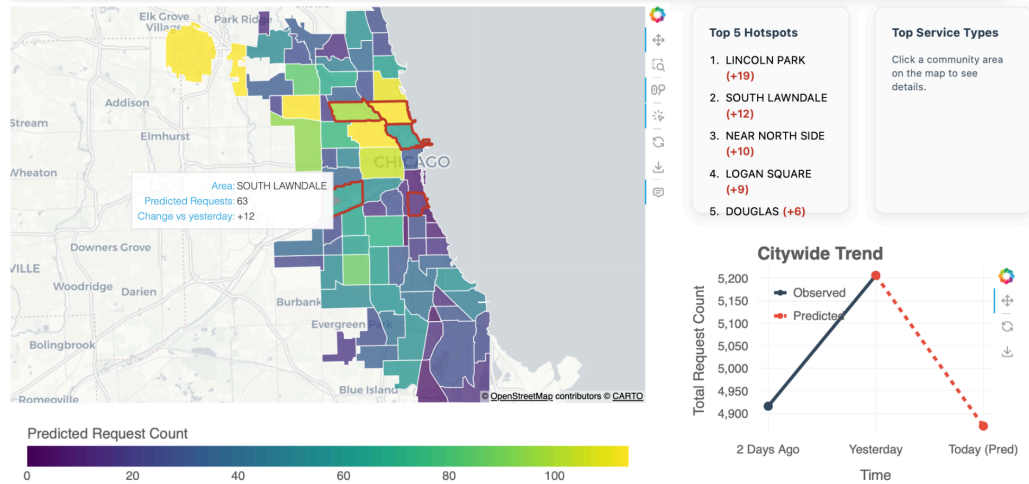 Elk Grove
Village
Park Ridge
Addison
Stream
Elmhurst
Wheaton
CHICAGO
Area: SOUTH LAWNDALE
Predicted Requests: 63
Change vs yesterday: +12
Downers Grove
VILLE
Woodridge
Darien
Burbank
Evergreen Park
Bolingbrook
Blue Island
Romeoville
© OpenStreetMap contributors © CARTO
Predicted Request Count
0 20 40 60 80 100
Top 5 Hotspots
1. LINCOLN PARK
(+19)
2. SOUTH LAWNDALE
(+12)
3. NEAR NORTH SIDE
(+10)
4. LOGAN SQUARE
(+9)
5. DOUGLAS (+6)
Top Service Types
Click a community area
on the map to see
details.
Citywide Trend
Total Request Count
5,200
5,150
5,100
5,050
5,000
4,950
4,900
Observed
Predicted
2 Days Ago Yesterday Today (Pred)
Time